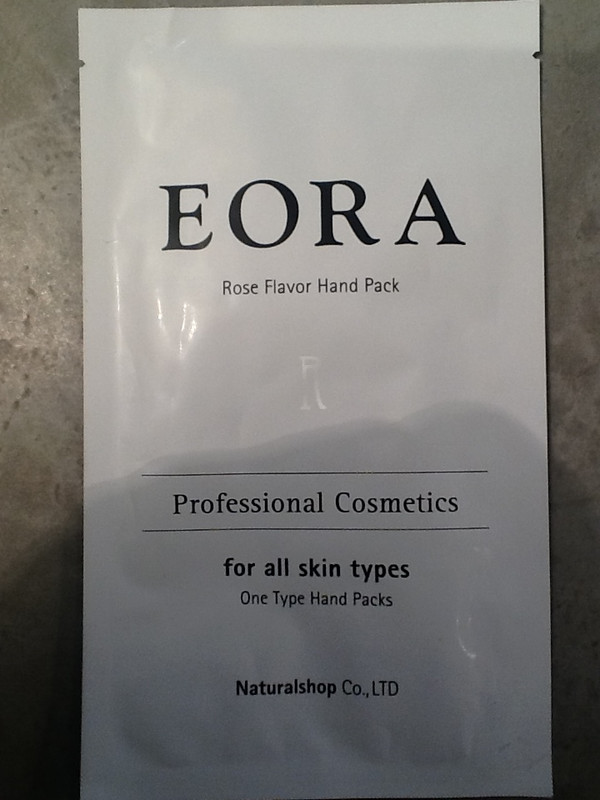 EORA
Rose Flavor Hand Pack
R
Professional Cosmetics
for all skin types
One Type Hand Packs
Naturalshop Co., LTD